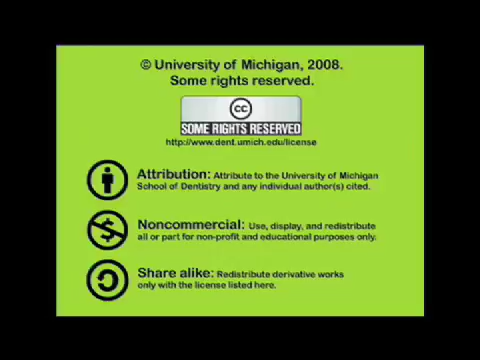 © University of Michigan, 2008.
Some rights reserved.
cc
SOME RIGHTS RESERVED
http://www.dent.umich.edu/license
Attribution: Attribute to the University of Michigan
School of Dentistry and any individual author(s) cited.
Noncommercial: Use, display, and redistribute
all or part for non-profit and educational purposes only.
Share alike: Redistribute derivative works
only with the license listed here.